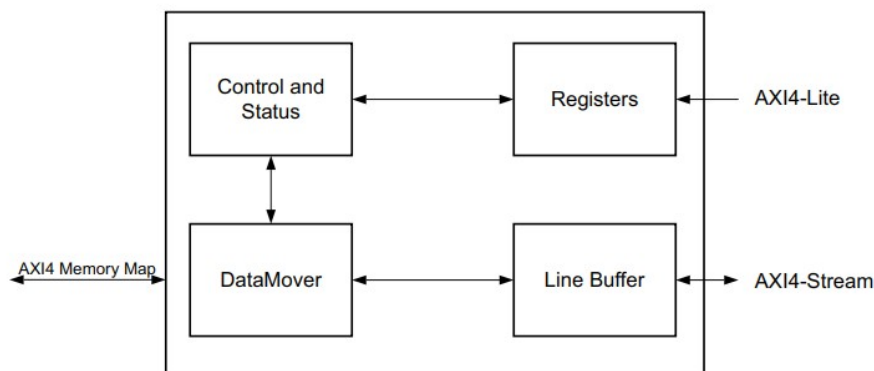 Control and
Status
Registers
AXI4-Lite
AXI4 Memory Map
DataMover
Line Buffer
AXI4-Stream